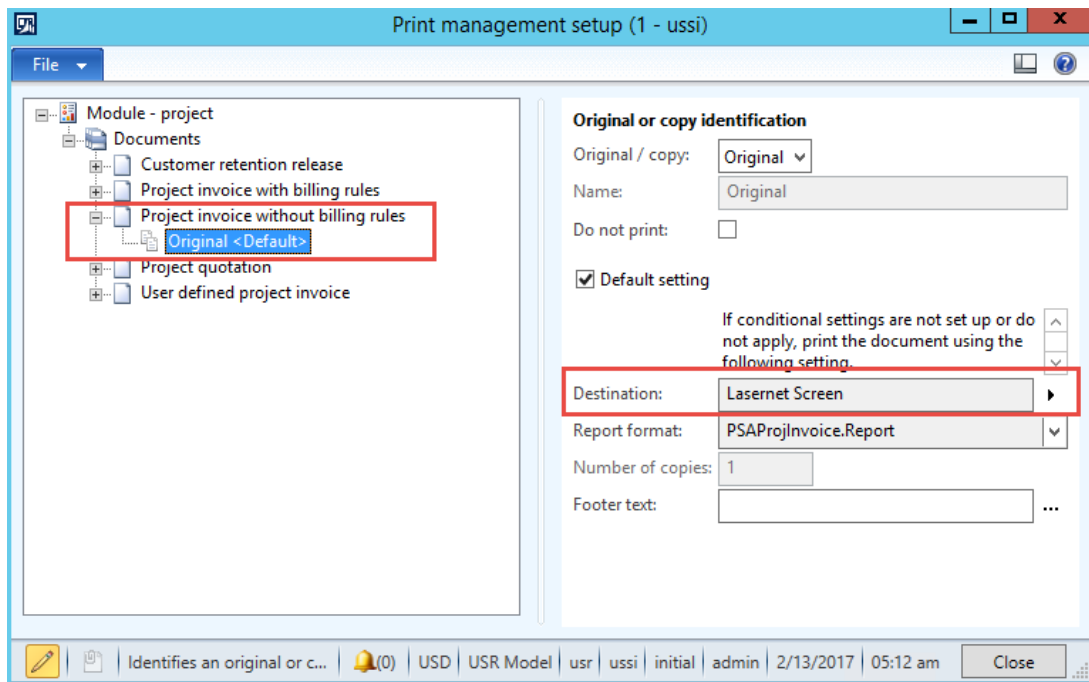 Print management setup (1 - ussi)
File
Module - project
Documents
Customer retention release
Project invoice with billing rules
Project invoice without billing rules
Original <Default>
Project quotation
User defined project invoice
Original or copy identification
Original / copy: Original
Name: Original
Do not print:
Default setting
If conditional settings are not set up or do
not apply, print the document using the
following setting.
Destination: Lasernet Screen
Report format: PSAProjInvoice.Report
Number of copies: 1
Footer text: ...
Identifies an original or c... (0) USD USR Model usr ussi initial admin 2/13/2017 05:12 am Close